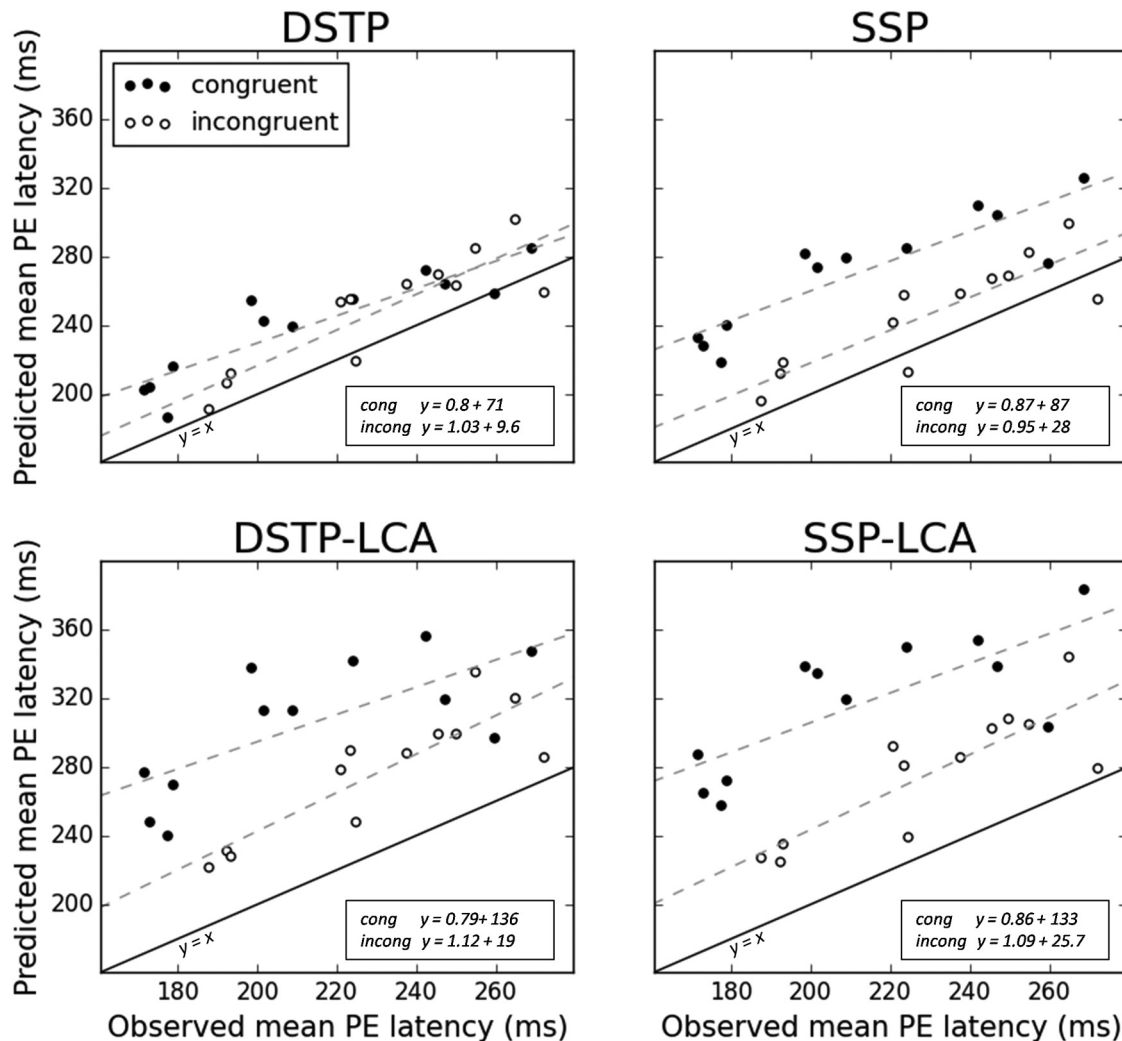 DSTP
SSP
Predicted mean PE latency (ms)
360
320
280
240
200
congruent
incongruent
y = x
cong y = 0.8 + 71
incong y = 1.03 + 9.6
y = x
cong y = 0.87 + 87
incong y = 0.95 + 28
DSTP-LCA
SSP-LCA
Predicted mean PE latency (ms)
360
320
280
240
200
y = x
cong y = 0.79+ 136
incong y = 1.12 + 19
y = x
cong y = 0.86 + 133
incong y = 1.09 + 25.7
180 200 220 240 260
180 200 220 240 260
Observed mean PE latency (ms)
Observed mean PE latency (ms)